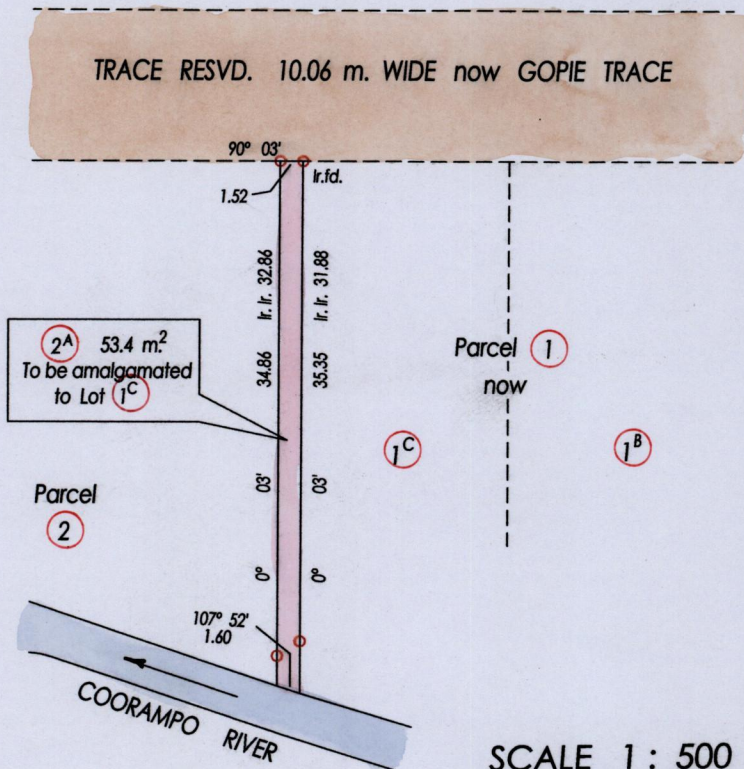 TRACE RESVD. 10.06 m. WIDE now GOPIE TRACE
90° 03'
1.52
Ir.fd.
Ir. Ir. 32.86
34.86
03'
0°
Ir. Ir. 31.88
35.35
03'
0°
2A 53.4 m.²
To be amalgamated
to Lot 1C
Parcel 1
now
1C
1B
Parcel
2
107° 52'
1.60
COORAMPO RIVER
SCALE 1 : 500